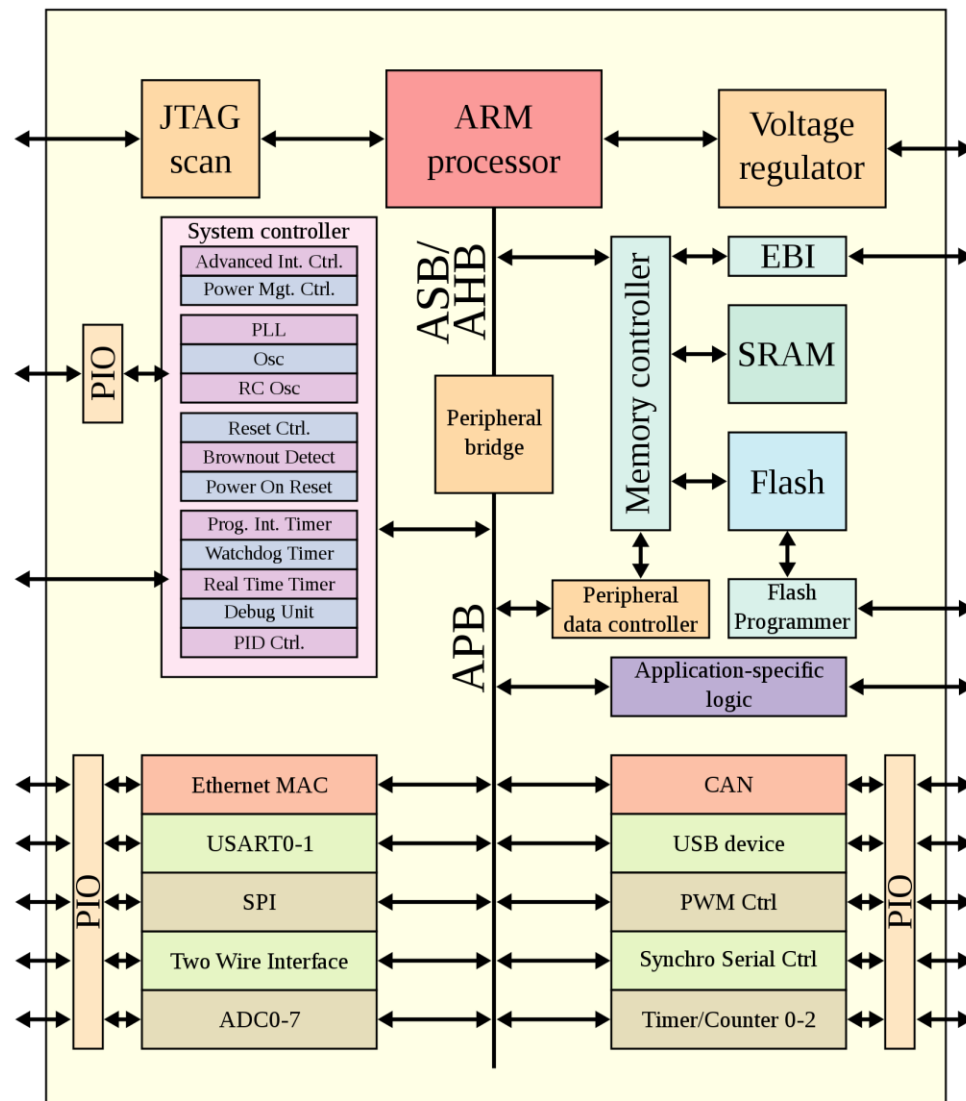 JTAG
scan
ARM
processor
Voltage
regulator
System controller
Advanced Int. Ctrl.
Power Mgt. Ctrl.
PLL
Osc
RC Osc
Reset Ctrl.
Brownout Detect
Power On Reset
Prog. Int. Timer
Watchdog Timer
Real Time Timer
Debug Unit
PID Ctrl.
PIO
ASB/
AHB
Peripheral
bridge
APB
Memory controller
EBI
SRAM
Flash
Peripheral
data controller
Flash
Programmer
Application-specific
logic
PIO
Ethernet MAC
USART0-1
SPI
Two Wire Interface
ADC0-7
CAN
USB device
PWM Ctrl
Synchro Serial Ctrl
Timer/Counter 0-2
PIO